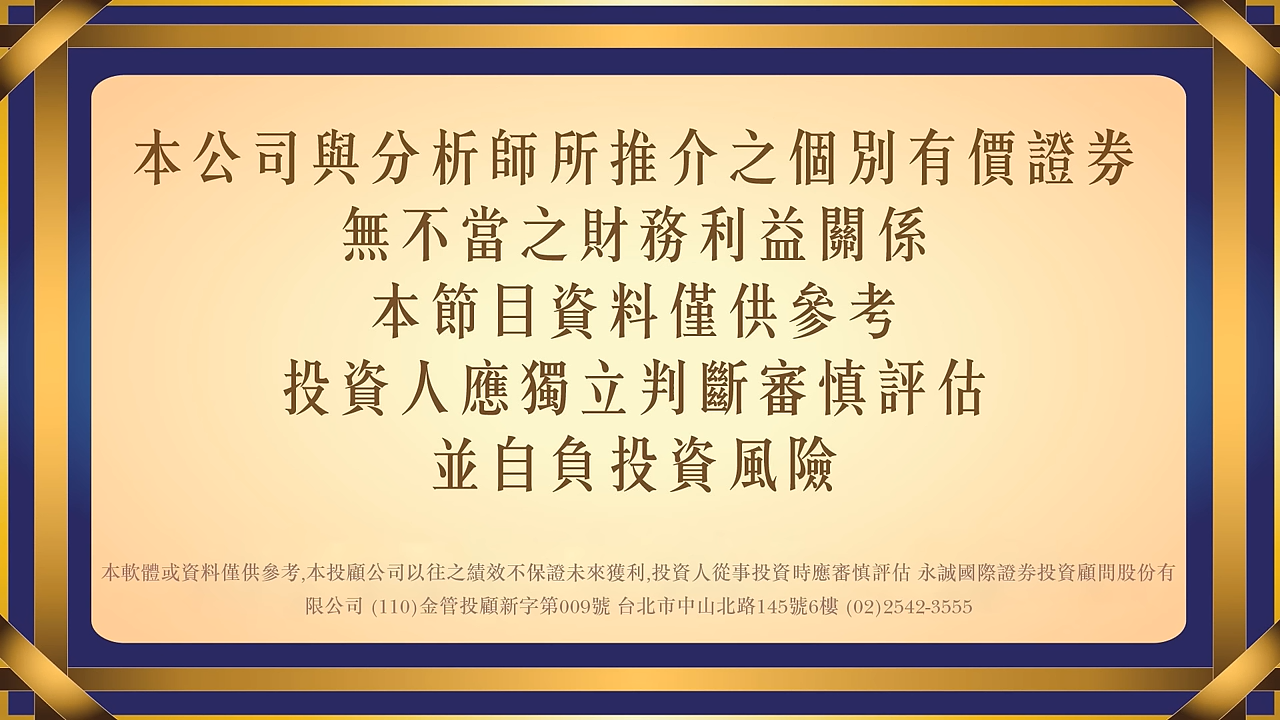 本公司與分析師所推介之個別有價證券
無不當之財務利益關係
本節目資料僅供參考
投資人應獨立判斷審慎評估
並自負投資風險
本軟體或資料僅供參考,本投顧公司以往之績效不保證未來獲利,投資人從事投資時應審慎評估 永誠國際證券投資顧問股份有
限公司 (110)金管投顧新字第009號 台北市中山北路145號6樓 (02)2542-3555